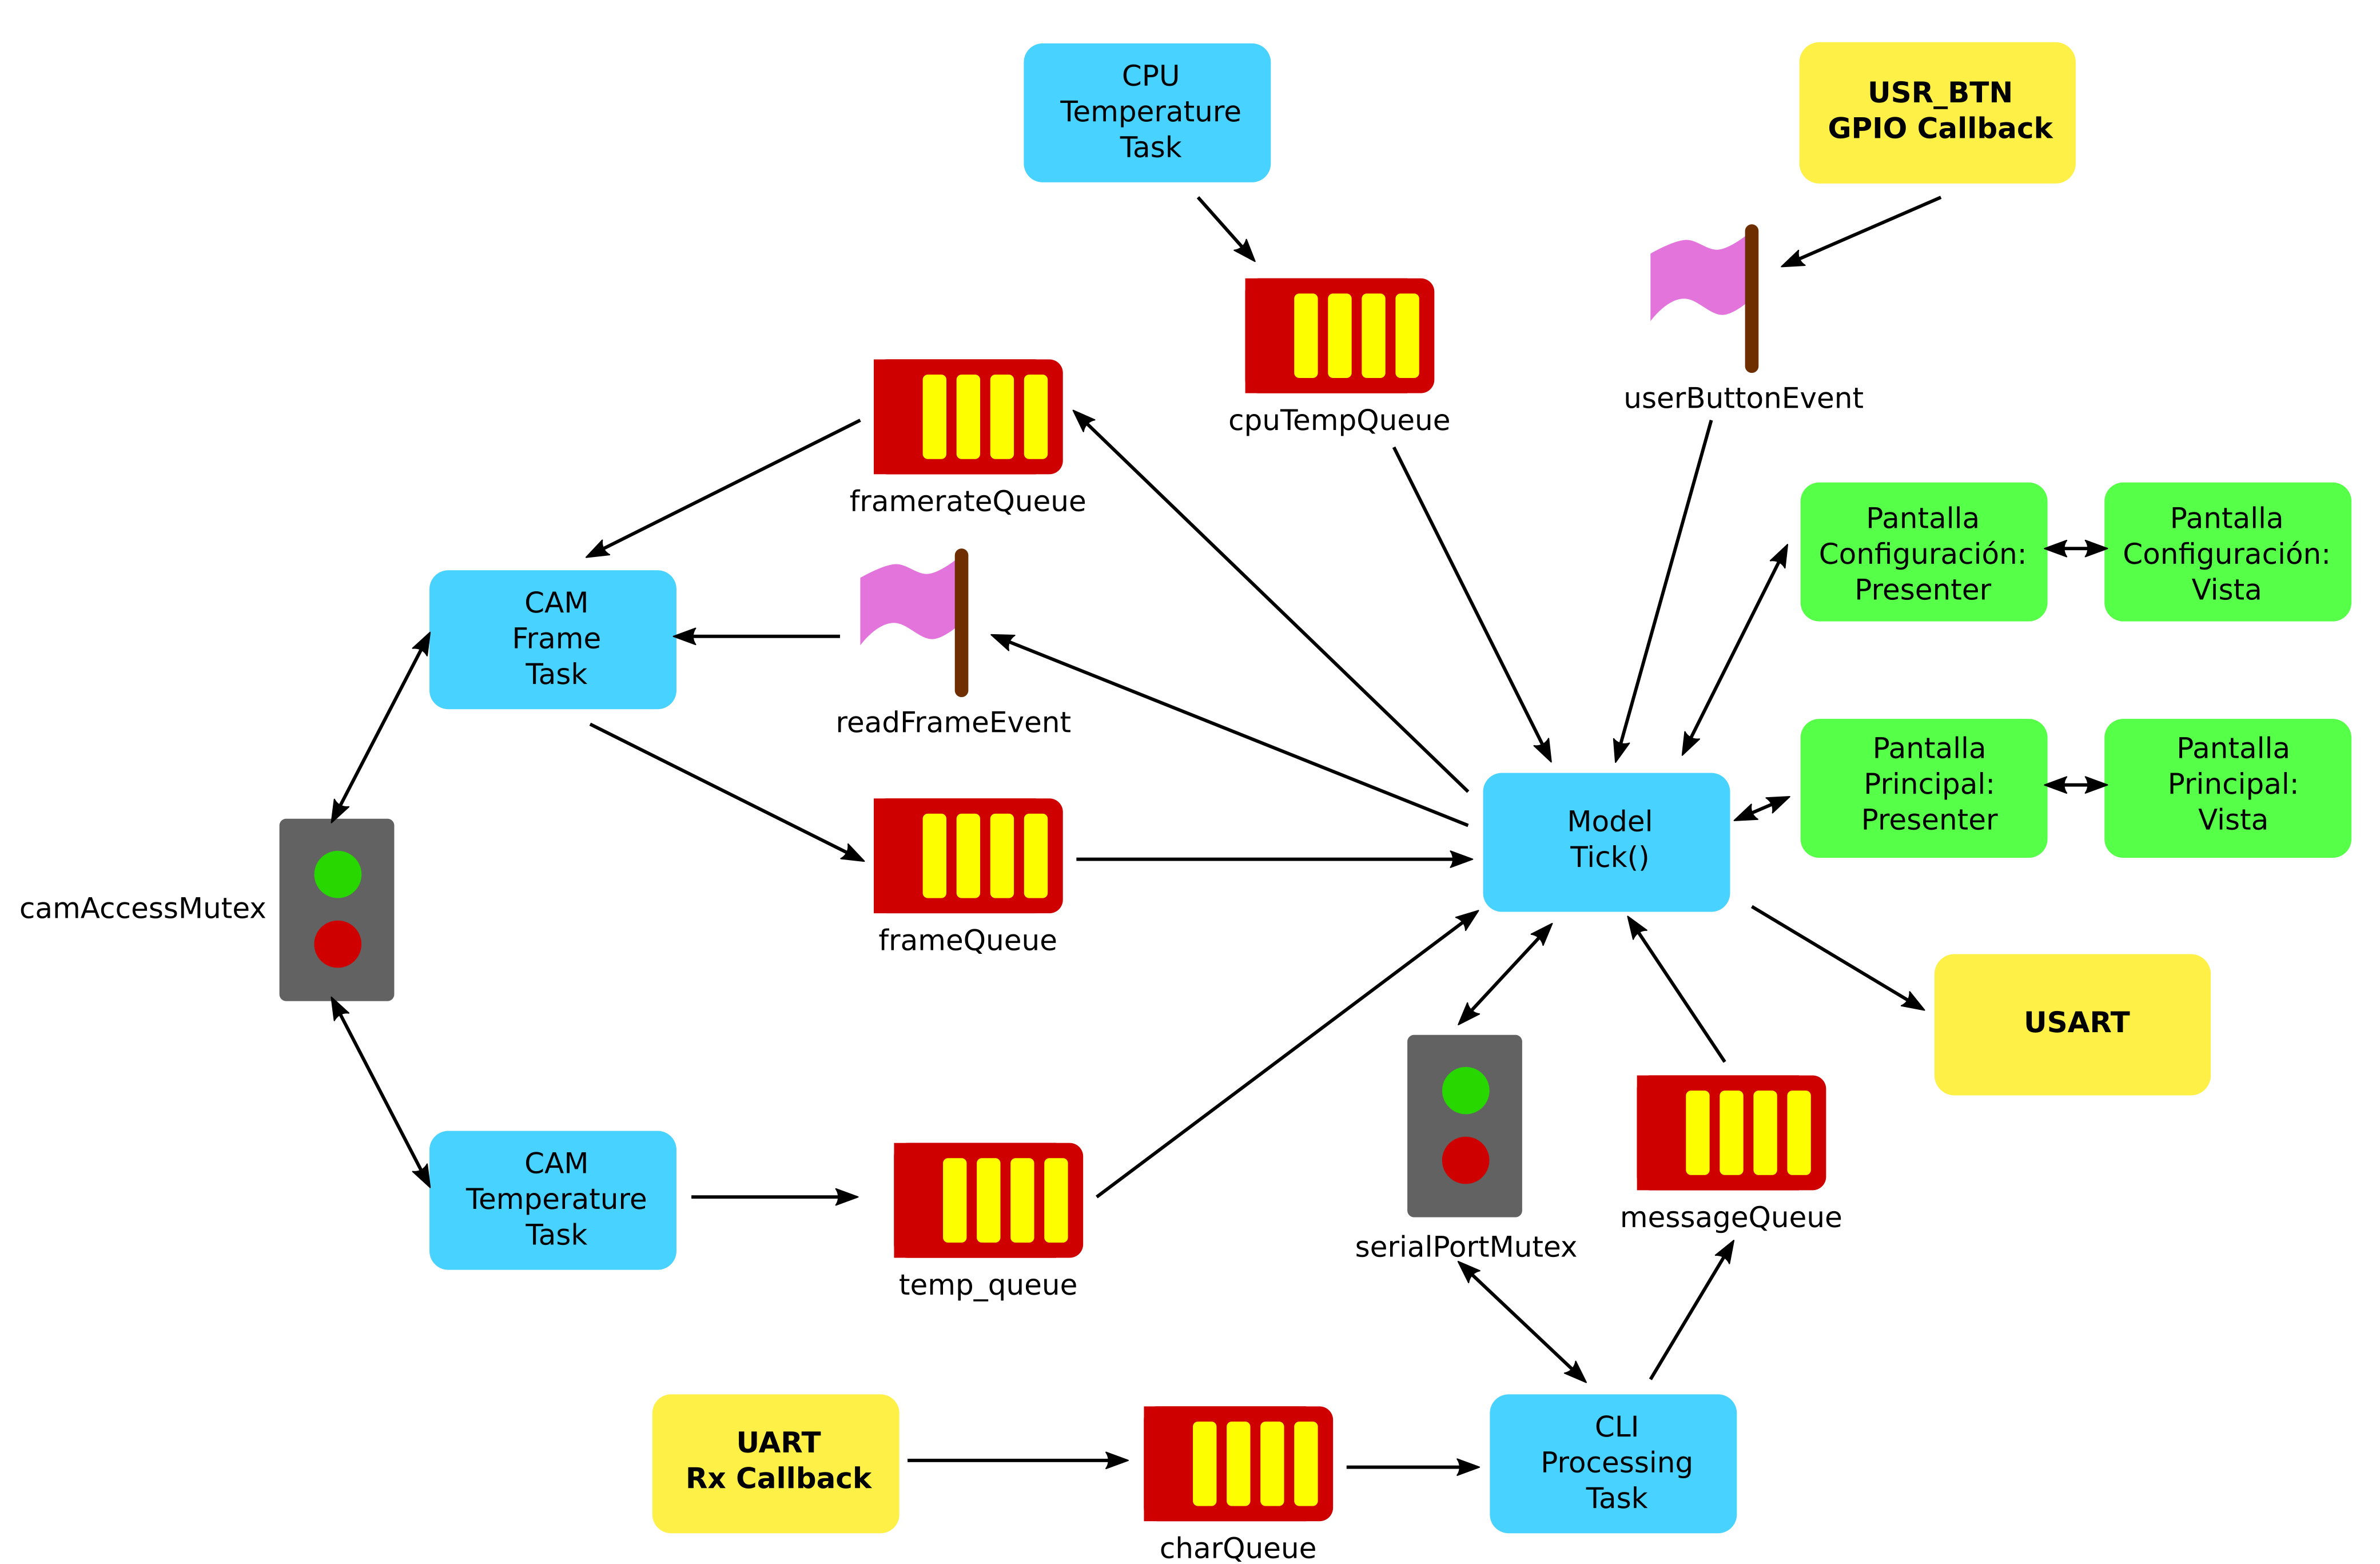 CPU
Temperature
Task
USR_BTN
GPIO Callback
cpuTempQueue
userButtonEvent
framerateQueue
Pantalla
Configuración:
Presenter
Pantalla
Configuración:
Vista
CAM
Frame
Task
readFrameEvent
Pantalla
Principal:
Presenter
Pantalla
Principal:
Vista
Model
Tick()
camAccessMutex
frameQueue
USART
CAM
Temperature
Task
temp_queue
serialPortMutex
messageQueue
UART
Rx Callback
charQueue
CLI
Processing
Task